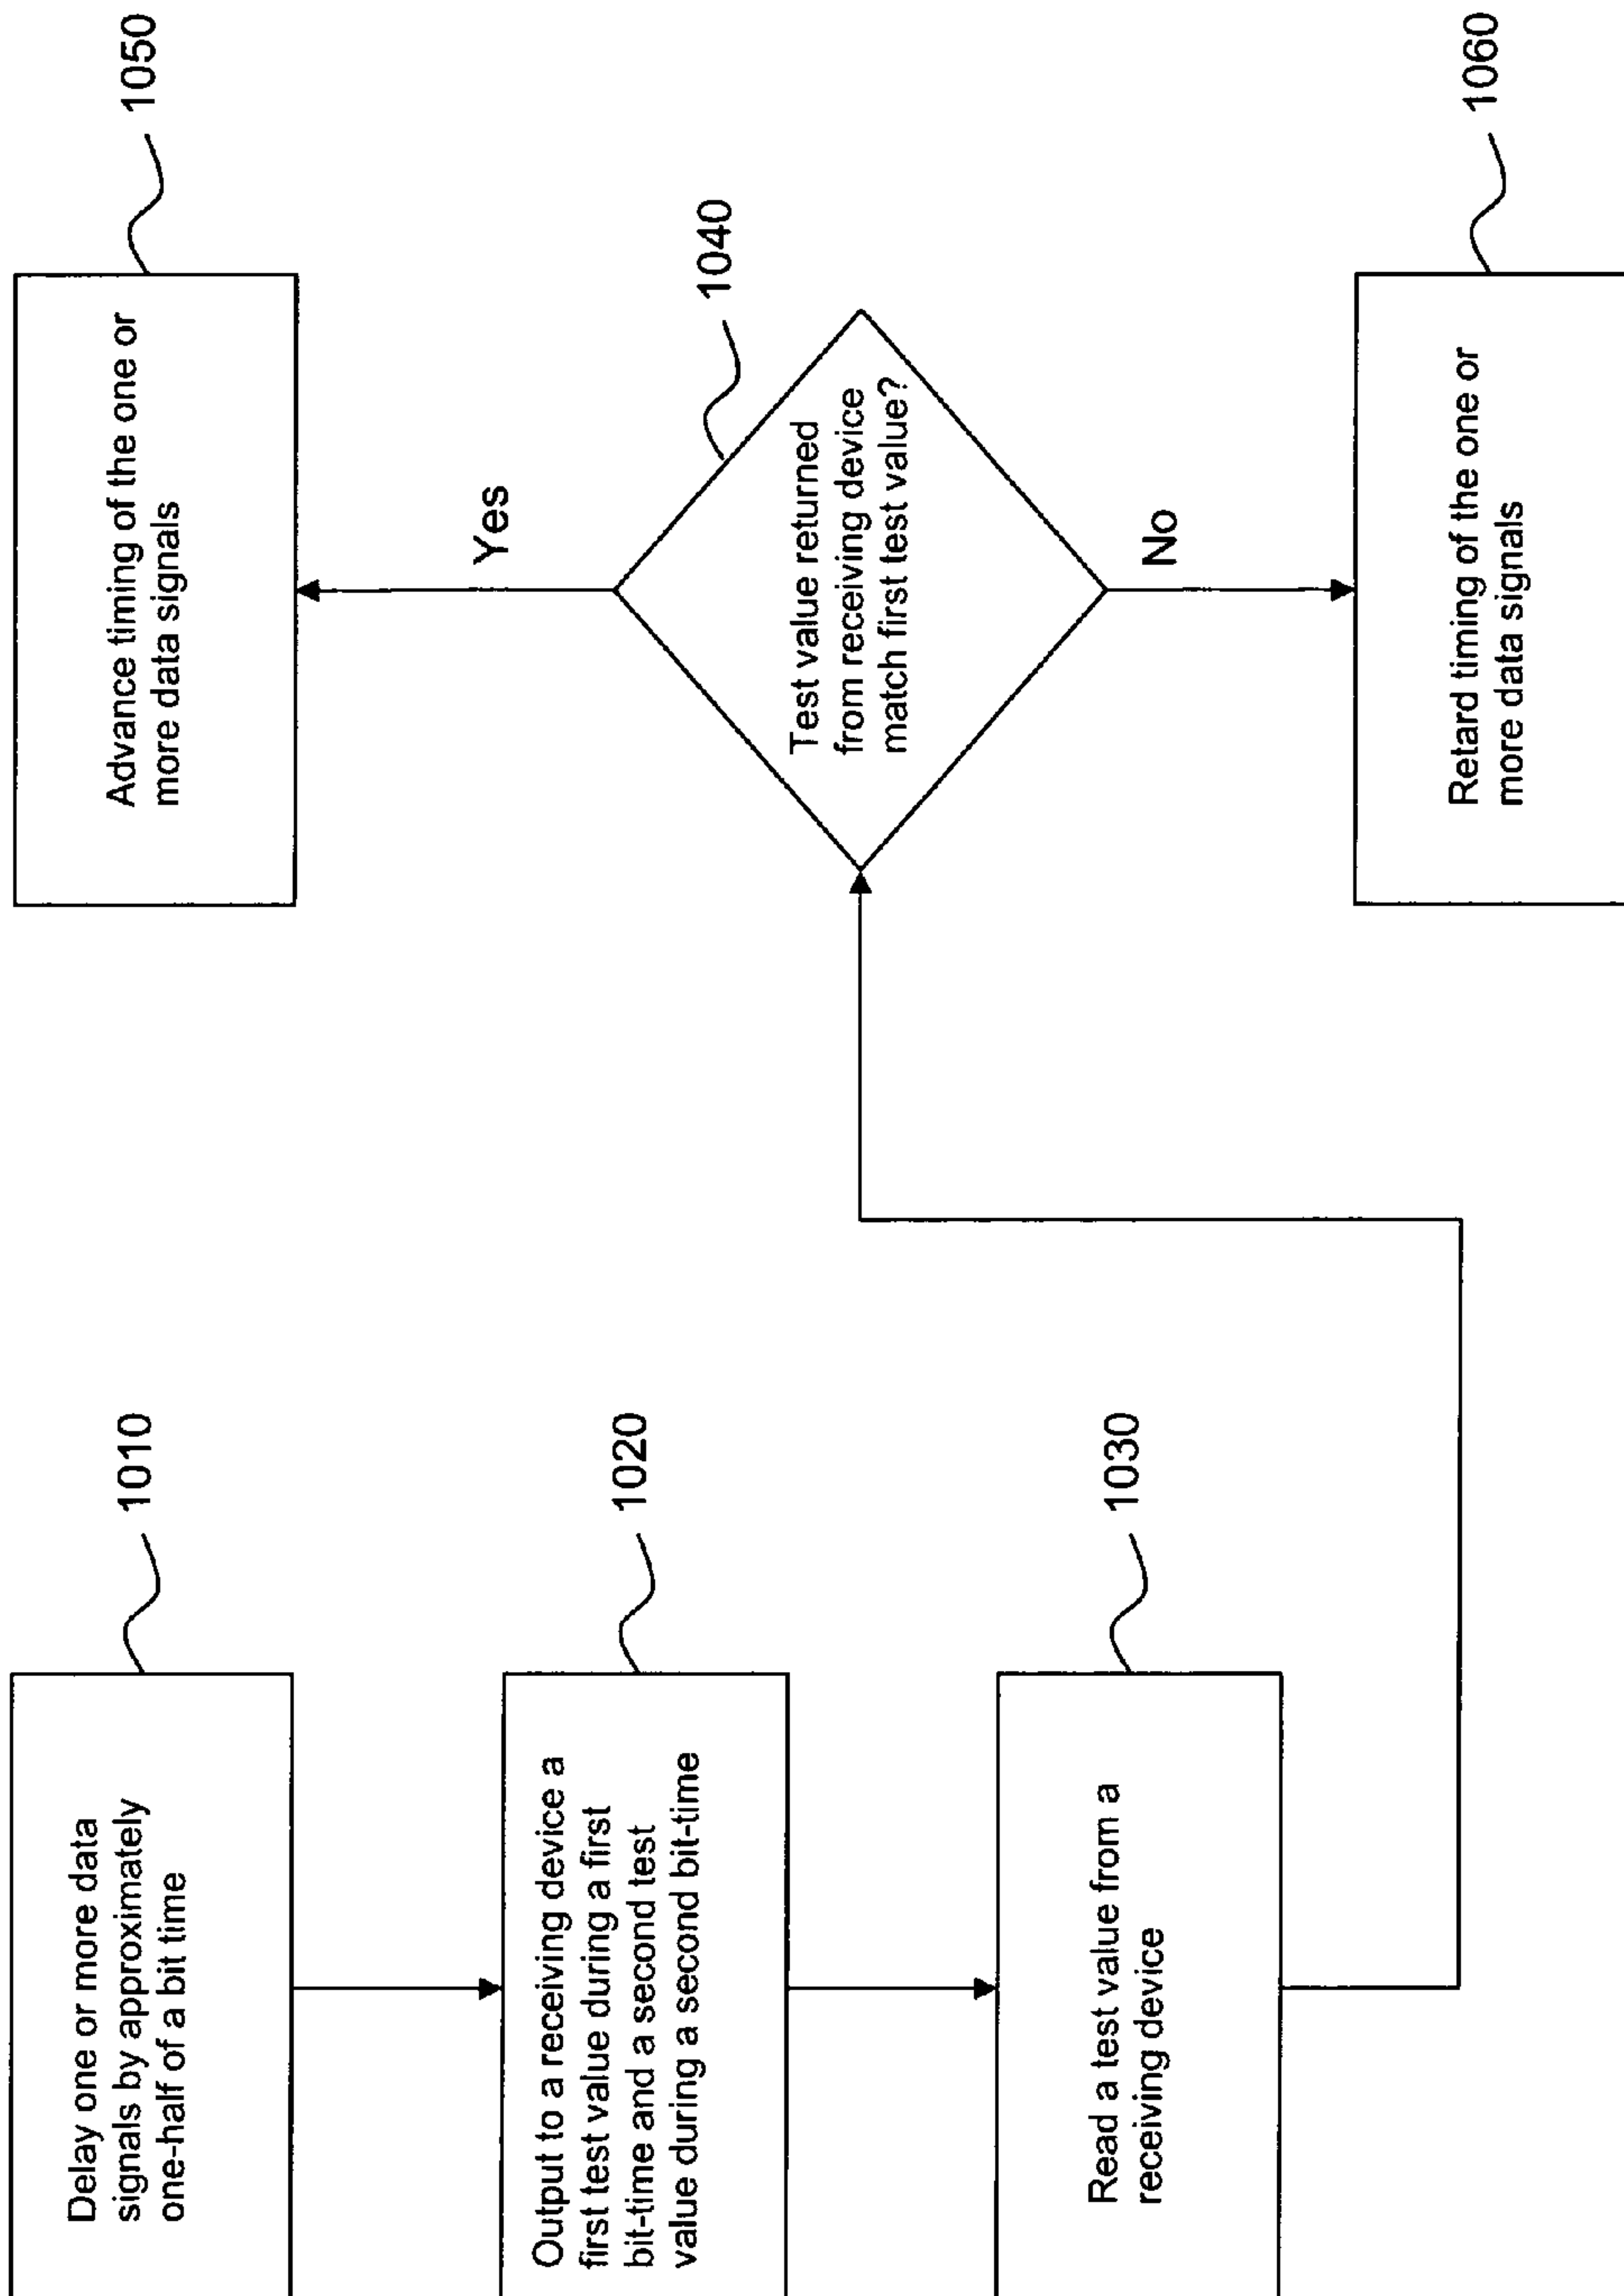 Delay one or more data
signals by approximately
one-half of a bit time
1010
Output to a receiving device a
first test value during a first
bit-time and a second test
value during a second bit-time
1020
Read a test value from a
receiving device
1030
Test value returned
from receiving device
match first test value?
1040
Yes
Advance timing of the one or
more data signals
1050
No
Retard timing of the one or
more data signals
1060